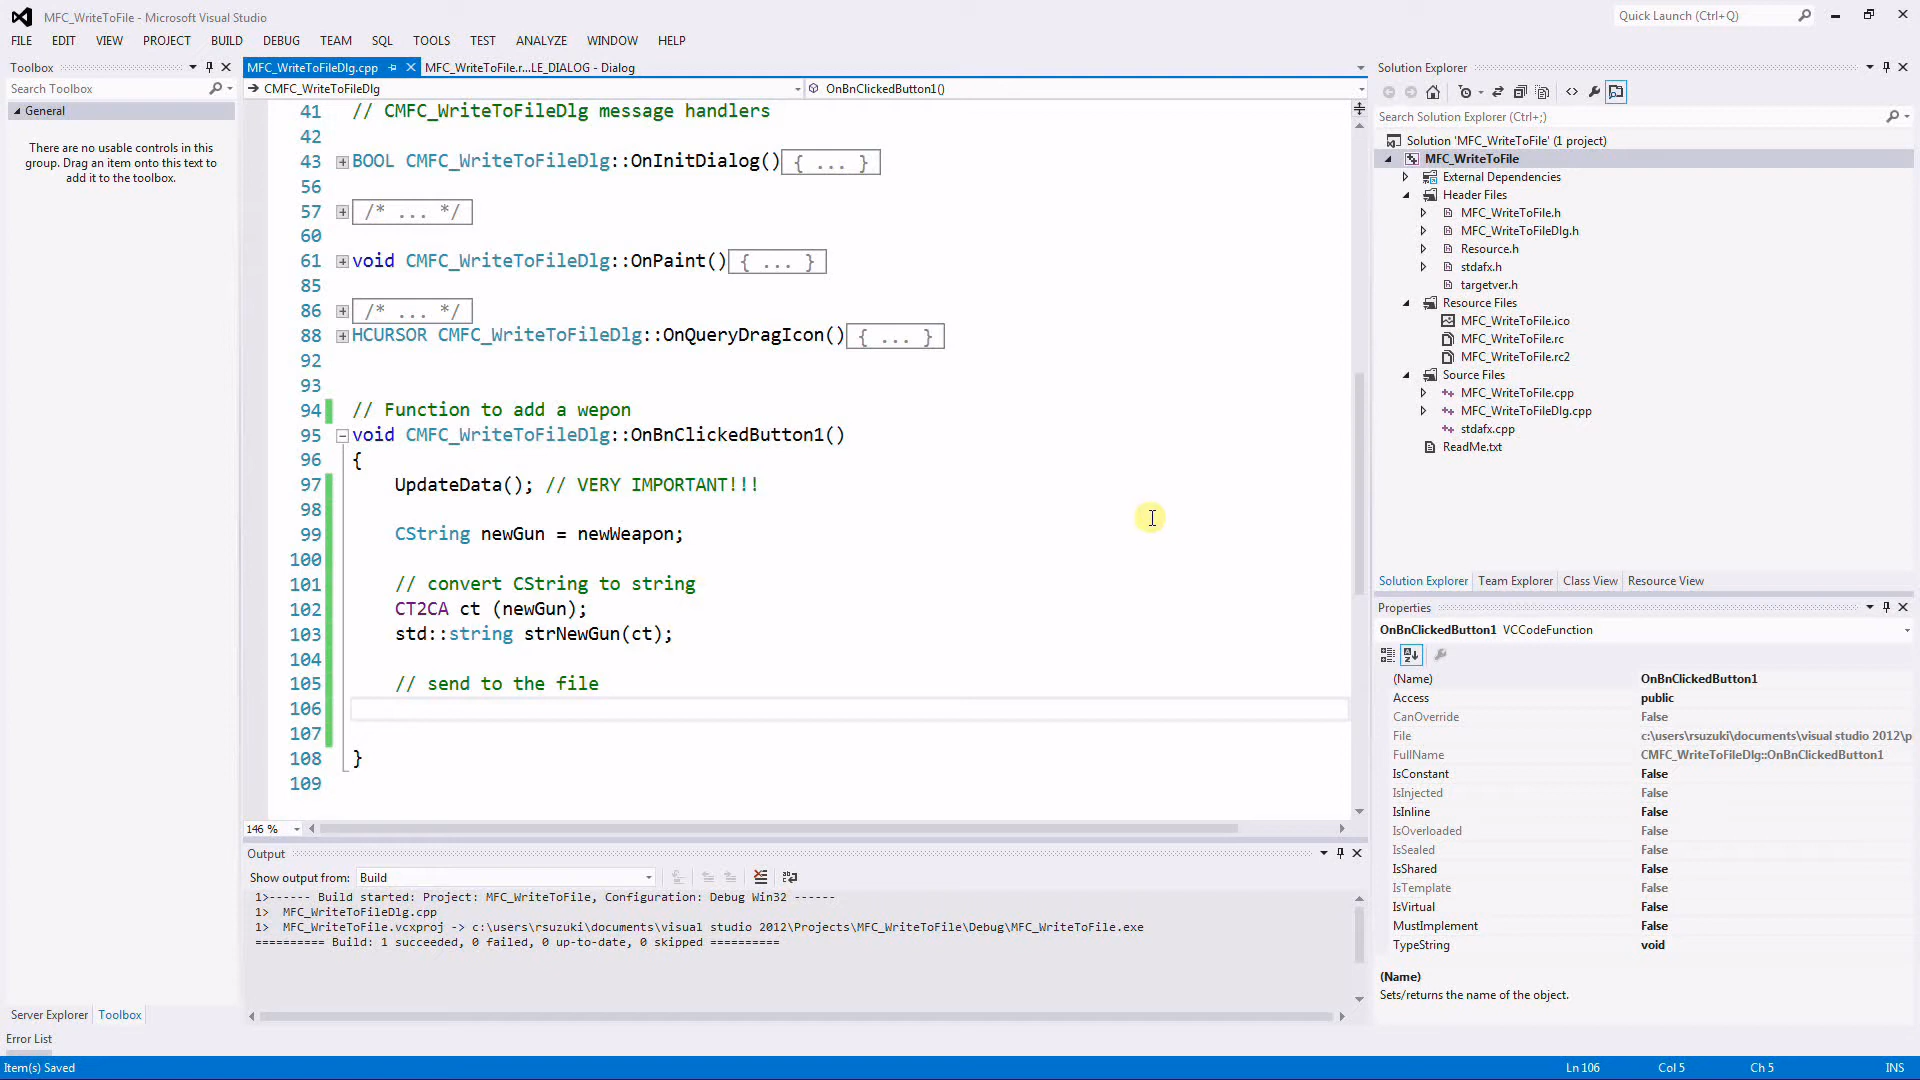 MFC_WriteToFile - Microsoft Visual Studio
Quick Launch (Ctrl+Q)
FILE EDIT VIEW PROJECT BUILD DEBUG TEAM SQL TOOLS TEST ANALYZE WINDOW HELP
Toolbox
Search Toolbox
General
There are no usable controls in this
group. Drag an item onto this text to
add it to the toolbox.
Server Explorer Toolbox
MFC_WriteToFileDlg.cpp MFC_WriteToFile.r...LE_DIALOG - Dialog
CMFC_WriteToFileDlg OnBnClickedButton1()
41 // CMFC_WriteToFileDlg message handlers
42
43 BOOL CMFC_WriteToFileDlg::OnInitDialog() { ... }
56
57 /* ... */
60
61 void CMFC_WriteToFileDlg::OnPaint() { ... }
85
86 /* ... */
88 HCURSOR CMFC_WriteToFileDlg::OnQueryDragIcon() { ... }
92
93
94 // Function to add a wepon
95 void CMFC_WriteToFileDlg::OnBnClickedButton1()
96 {
97 UpdateData(); // VERY IMPORTANT!!!
98
99 CString newGun = newWeapon;
100
101 // convert CString to string
102 CT2CA ct (newGun);
103 std::string strNewGun(ct);
104
105 // send to the file
106
107
108 }
109
146 %
Output
Show output from: Build
1>------ Build started: Project: MFC_WriteToFile, Configuration: Debug Win32 ------
1> MFC_WriteToFileDlg.cpp
1> MFC_WriteToFile.vcxproj -> c:\users\rsuzuki\documents\visual studio 2012\Projects\MFC_WriteToFile\Debug\MFC_WriteToFile.exe
========== Build: 1 succeeded, 0 failed, 0 up-to-date, 0 skipped ==========
Solution Explorer
Search Solution Explorer (Ctrl+;)
Solution 'MFC_WriteToFile' (1 project)
MFC_WriteToFile
External Dependencies
Header Files
MFC_WriteToFile.h
MFC_WriteToFileDlg.h
Resource.h
stdafx.h
targetver.h
Resource Files
MFC_WriteToFile.ico
MFC_WriteToFile.rc
MFC_WriteToFile.rc2
Source Files
MFC_WriteToFile.cpp
MFC_WriteToFileDlg.cpp
stdafx.cpp
ReadMe.txt
Solution Explorer Team Explorer Class View Resource View
Properties
OnBnClickedButton1 VCCodeFunction
(Name) OnBnClickedButton1
Access public
CanOverride False
File c:\users\rsuzuki\documents\visual studio 2012\p
FullName CMFC_WriteToFileDlg::OnBnClickedButton1
IsConstant False
IsInjected False
IsInline False
IsOverloaded False
IsSealed False
IsShared False
IsTemplate False
IsVirtual False
MustImplement False
TypeString void
(Name)
Sets/returns the name of the object.
Error List
Item(s) Saved Ln 106 Col 5 Ch 5 INS